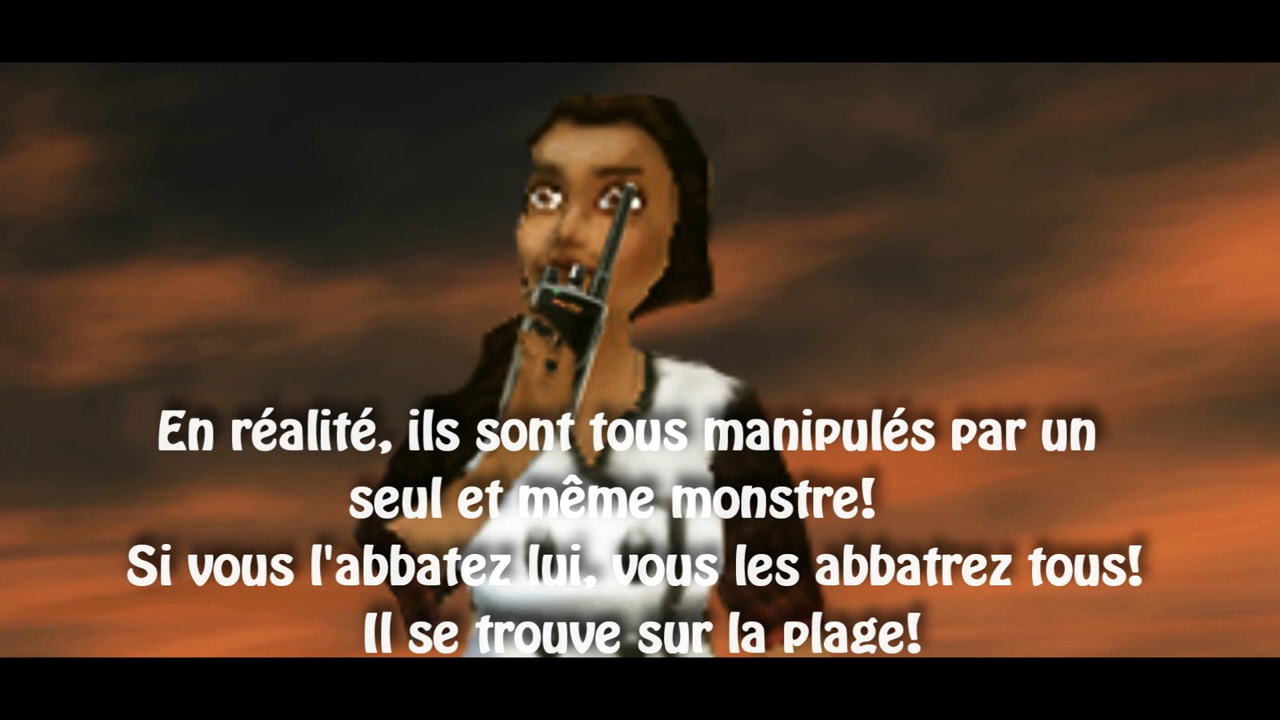 En réalité, ils sont tous manipulés par un
seul et même monstre!
Si vous l'abbatez lui, vous les abbatrez tous!
Il se trouve sur la plage!